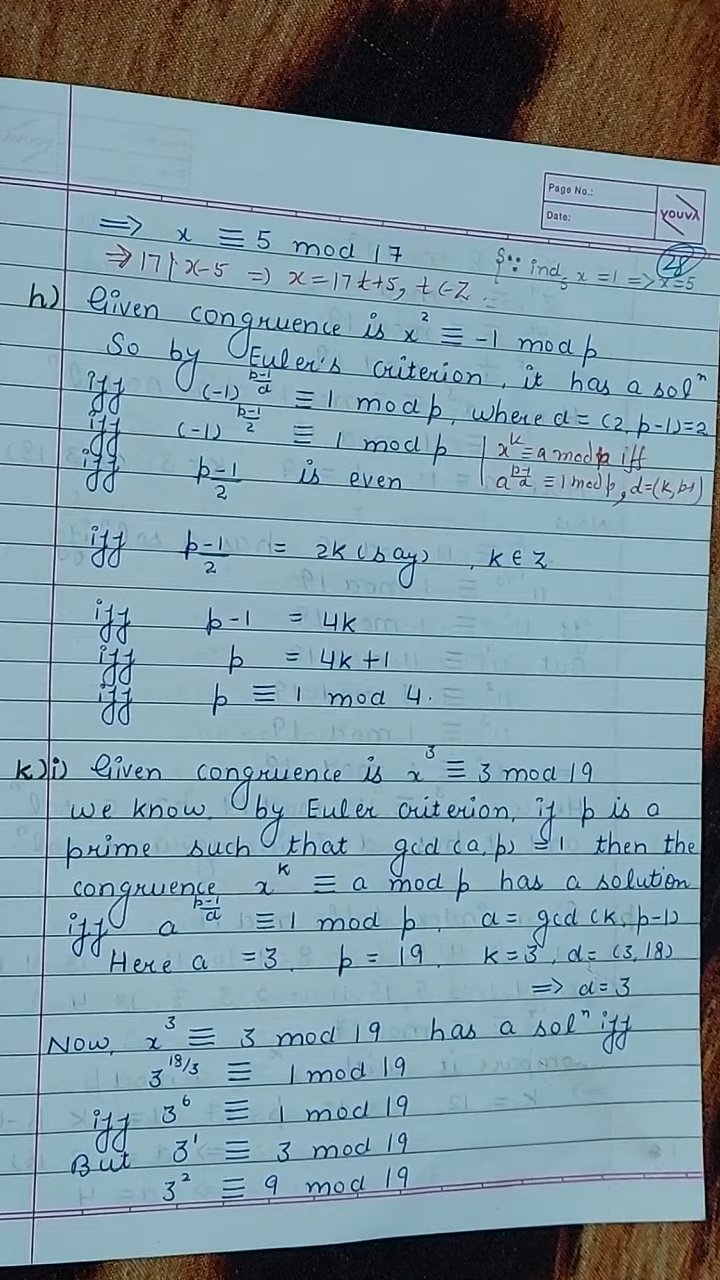 Page No.:
Date:
YOUVA
28
⟹ x ≡ 5 mod 17
{∵ ind₅ x = 1 ⟹ x = 5
⟹ 17 | x-5 ⟹ x = 17t+5, t ∈ Z
h) Given congruence is x² ≡ -1 mod p
So by Euler's criterion, it has a solⁿ
iff (-1)^((p-1)/d) ≡ 1 mod p, where d = (2, p-1) = 2
iff (-1)^((p-1)/2) ≡ 1 mod p
x^k ≡ a mod p iff
iff (p-1)/2 is even
a^((p-1)/d) ≡ 1 mod p, d = (k, p-1)
iff (p-1)/2 = 2k (say), k ∈ Z
iff p-1 = 4k
iff p = 4k+1
iff p ≡ 1 mod 4.
k) i) Given congruence is x³ ≡ 3 mod 19
we know, by Euler criterion, if p is a
prime such that gcd (a, p) = 1 then the
congruence x^k ≡ a mod p has a solution
iff a^((p-1)/d) ≡ 1 mod p. d = gcd (k, p-1)
Here a = 3, p = 19, k = 3, d = (3, 18)
⟹ d = 3
Now, x³ ≡ 3 mod 19 has a solⁿ iff
3^(18/3) ≡ 1 mod 19
iff 3⁶ ≡ 1 mod 19
But 3¹ ≡ 3 mod 19
3² ≡ 9 mod 19